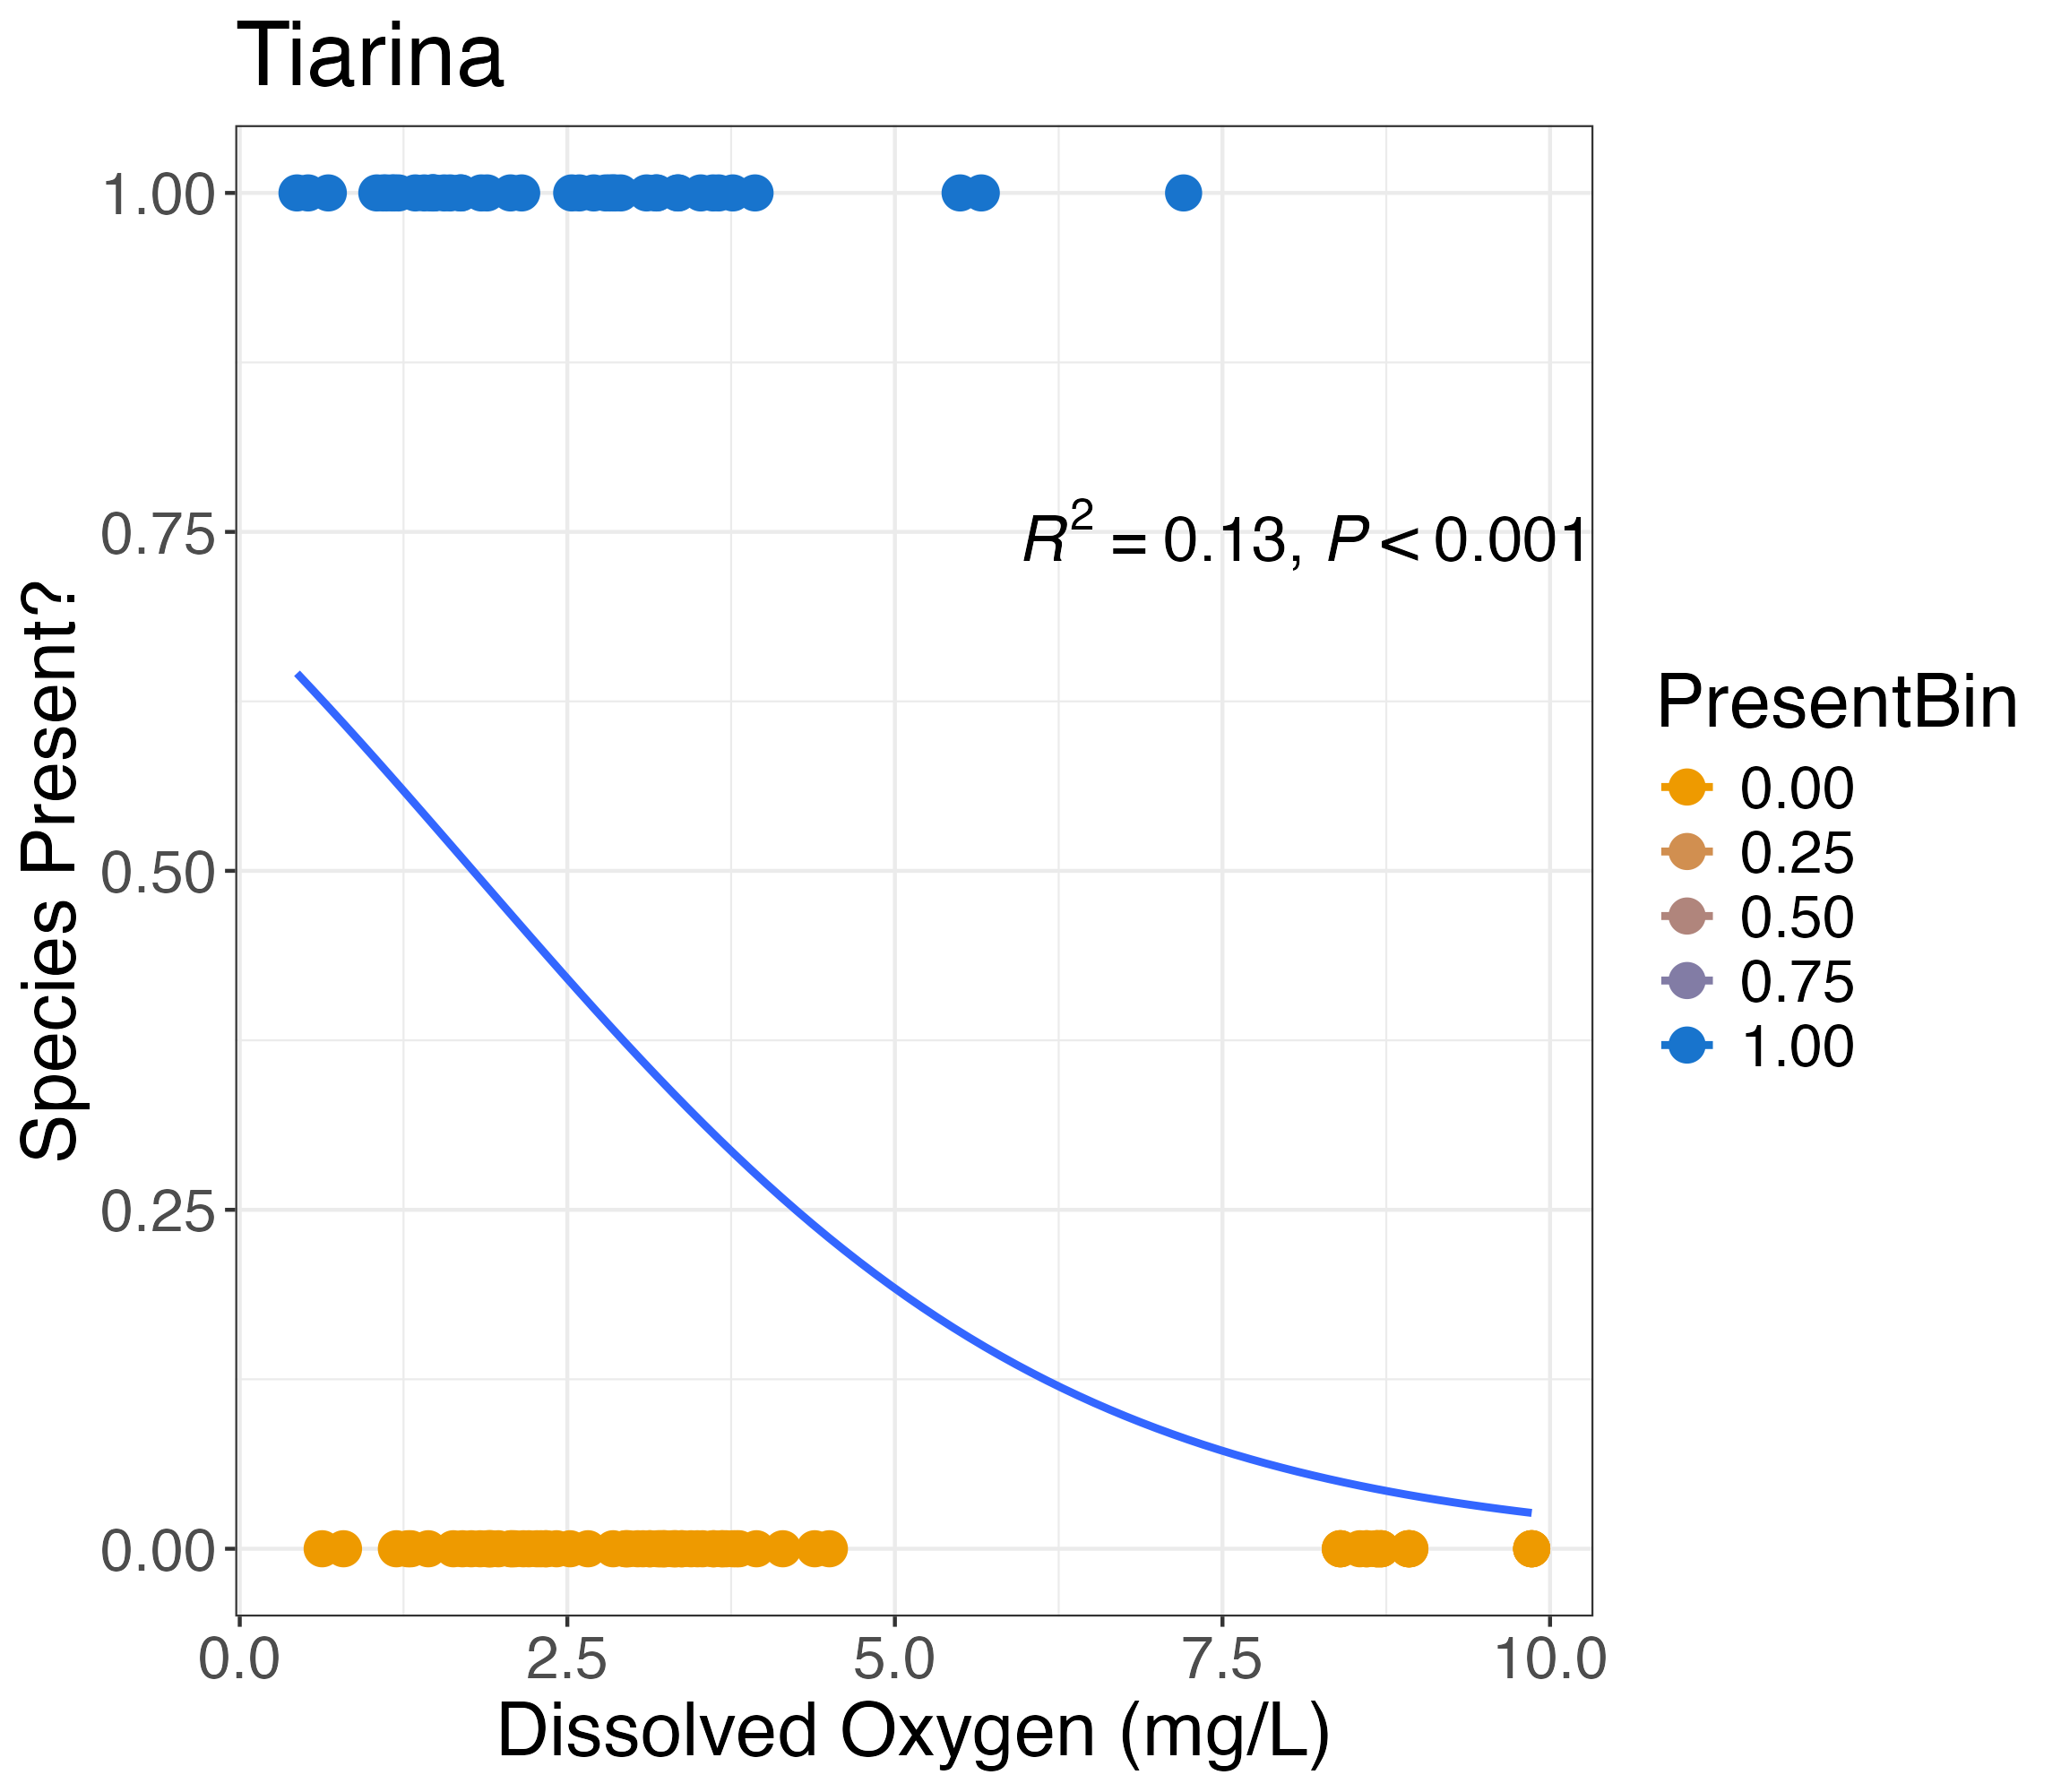 Tiarina
1.00
0.75
0.50
0.25
0.00
Species Present?
R² = 0.13, P < 0.001
0.0 2.5 5.0 7.5 10.0
Dissolved Oxygen (mg/L)
PresentBin
0.00
0.25
0.50
0.75
1.00